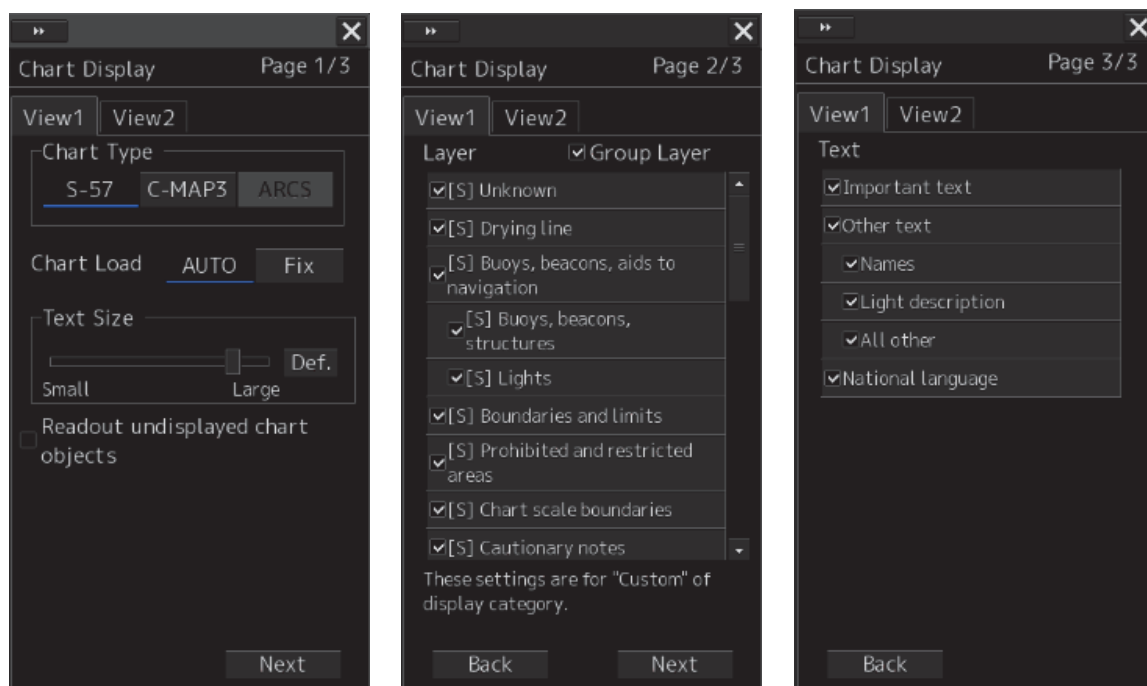 Chart Display Page 1/3
View1 View2
Chart Type
S-57 C-MAP3 ARCS
Chart Load AUTO Fix
Text Size
Def.
Small Large
Readout undisplayed chart
objects
Next
Chart Display Page 2/3
View1 View2
Layer Group Layer
[S] Unknown
[S] Drying line
[S] Buoys, beacons, aids to
navigation
[S] Buoys, beacons,
structures
[S] Lights
[S] Boundaries and limits
[S] Prohibited and restricted
areas
[S] Chart scale boundaries
[S] Cautionary notes
These settings are for "Custom" of
display category.
Back Next
Chart Display Page 3/3
View1 View2
Text
Important text
Other text
Names
Light description
All other
National language
Back